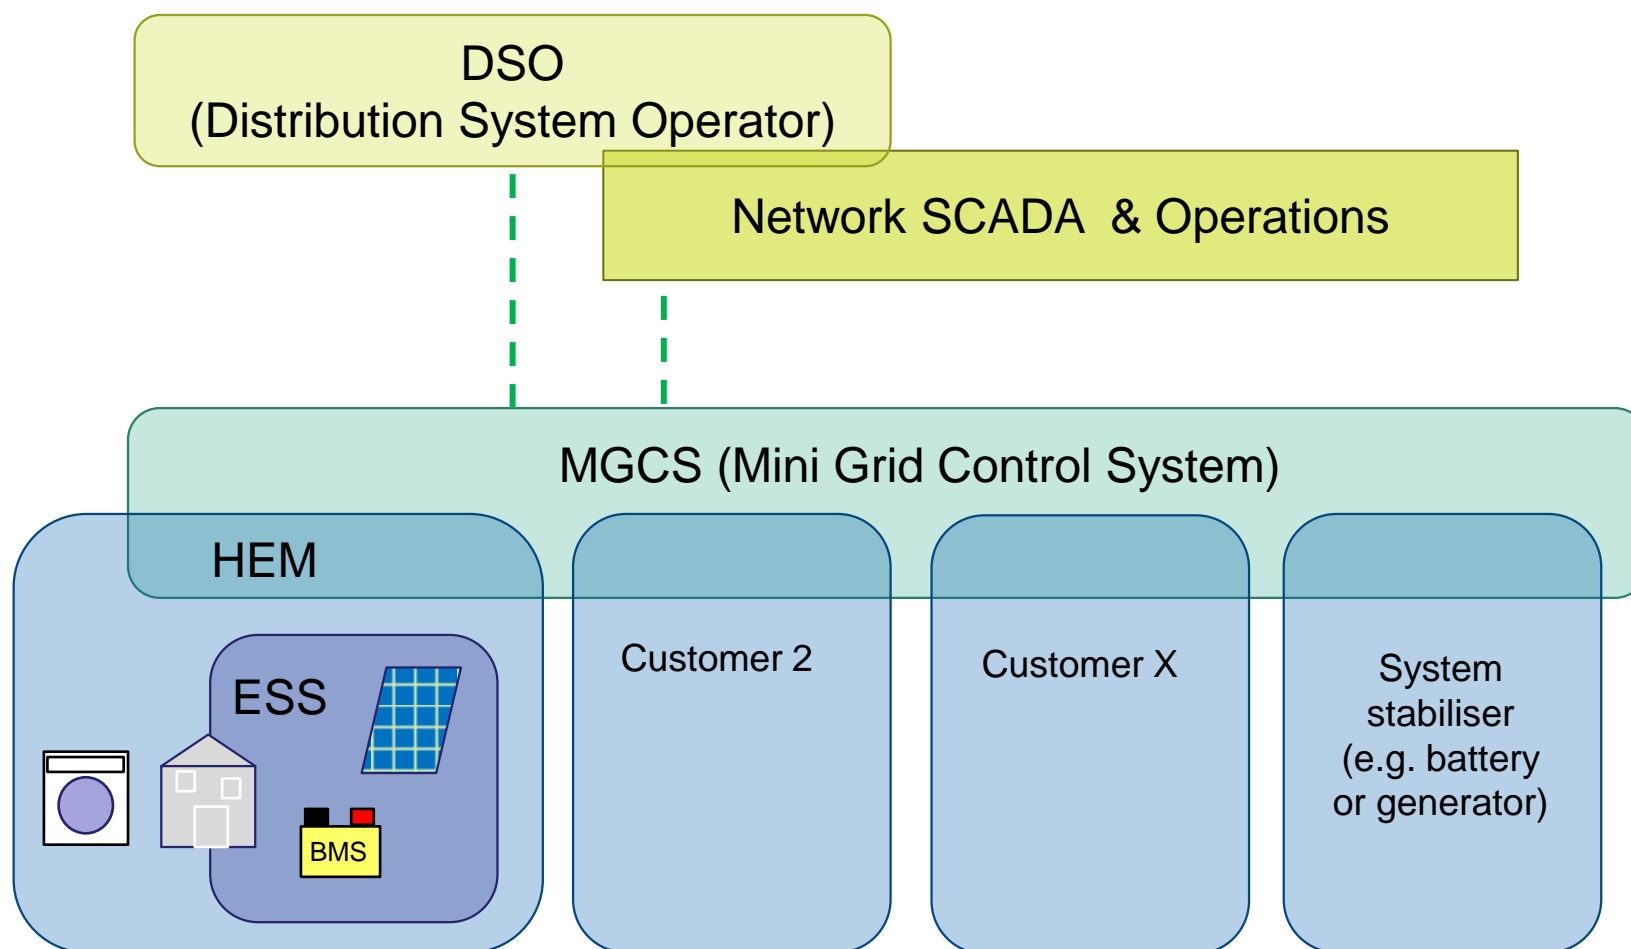 DSO
(Distribution System Operator)
Network SCADA & Operations
MGCS (Mini Grid Control System)
HEM
ESS
BMS
Customer 2
Customer X
System
stabiliser
(e.g. battery
or generator)